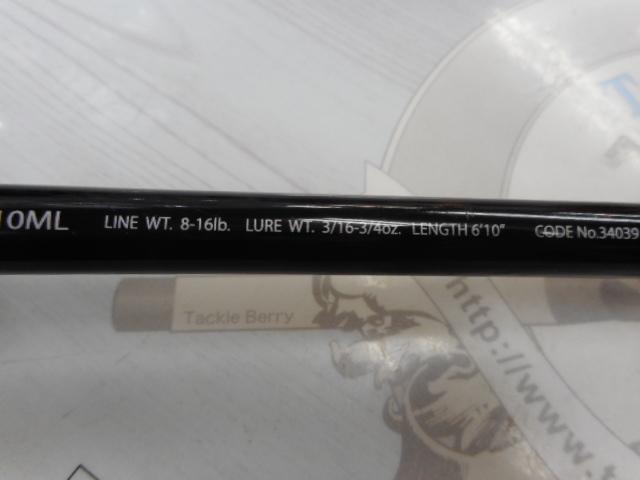 10ML LINE WT. 8-16lb. LURE WT. 3/16-3/4oz. LENGTH 6'10" CODE No.34039
Tackle Berry
http://www.t